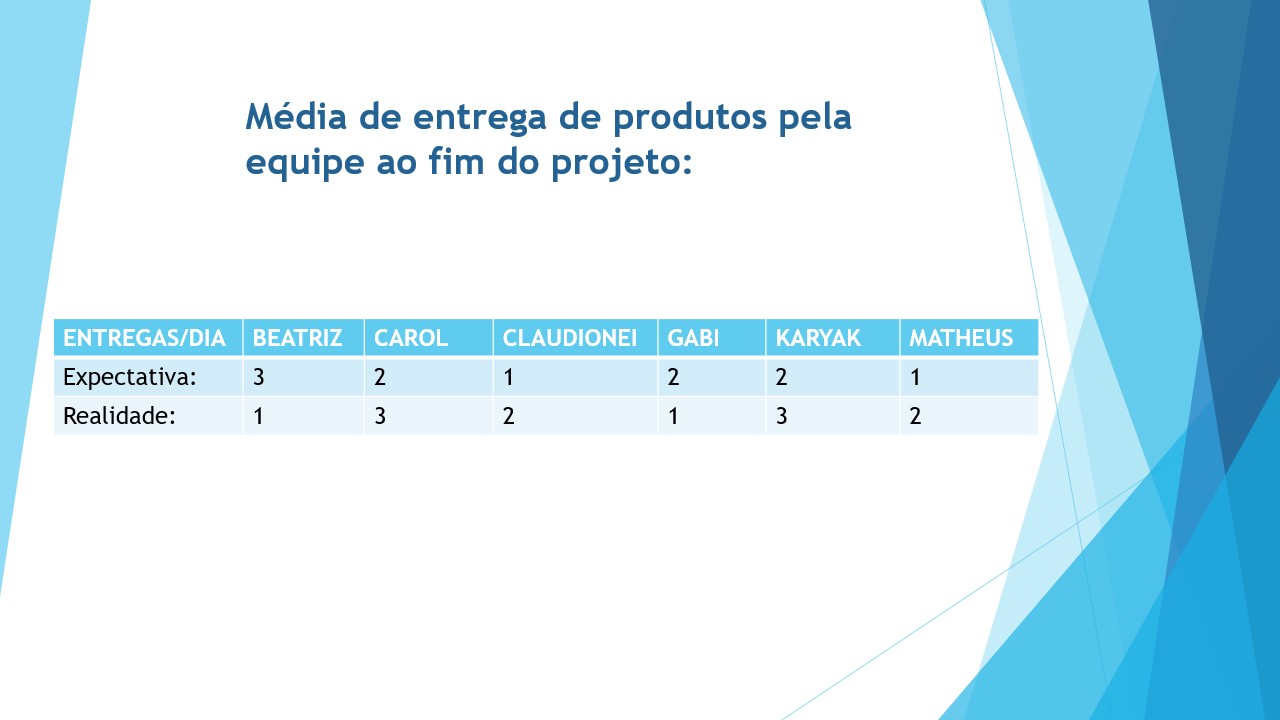 Média de entrega de produtos pela
equipe ao fim do projeto:
ENTREGAS/DIA BEATRIZ CAROL CLAUDIONEI GABI KARYAK MATHEUS
Expectativa: 3 2 1 2 2 1
Realidade: 1 3 2 1 3 2